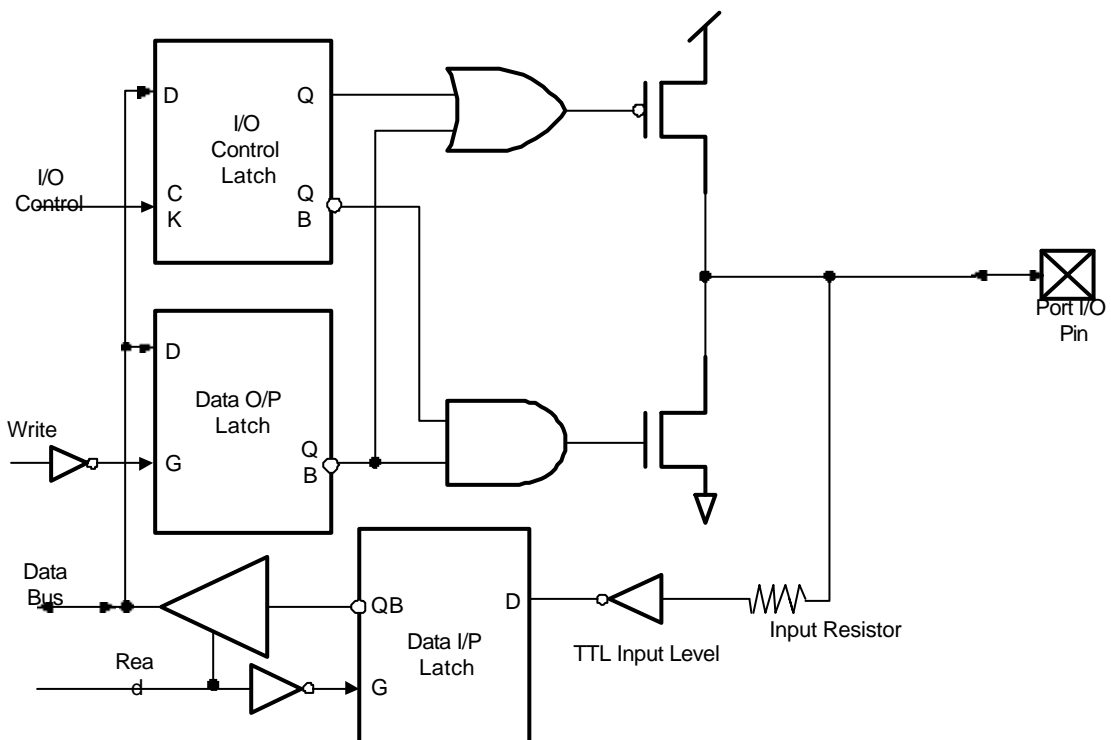 D
Q
I/O
Control
Latch
I/O
Control
C
K
Q
B
Port I/O
Pin
D
Data O/P
Latch
Write
G
Q
B
Data
Bus
QB
D
Data I/P
Latch
TTL Input Level
Input Resistor
Rea
d
G